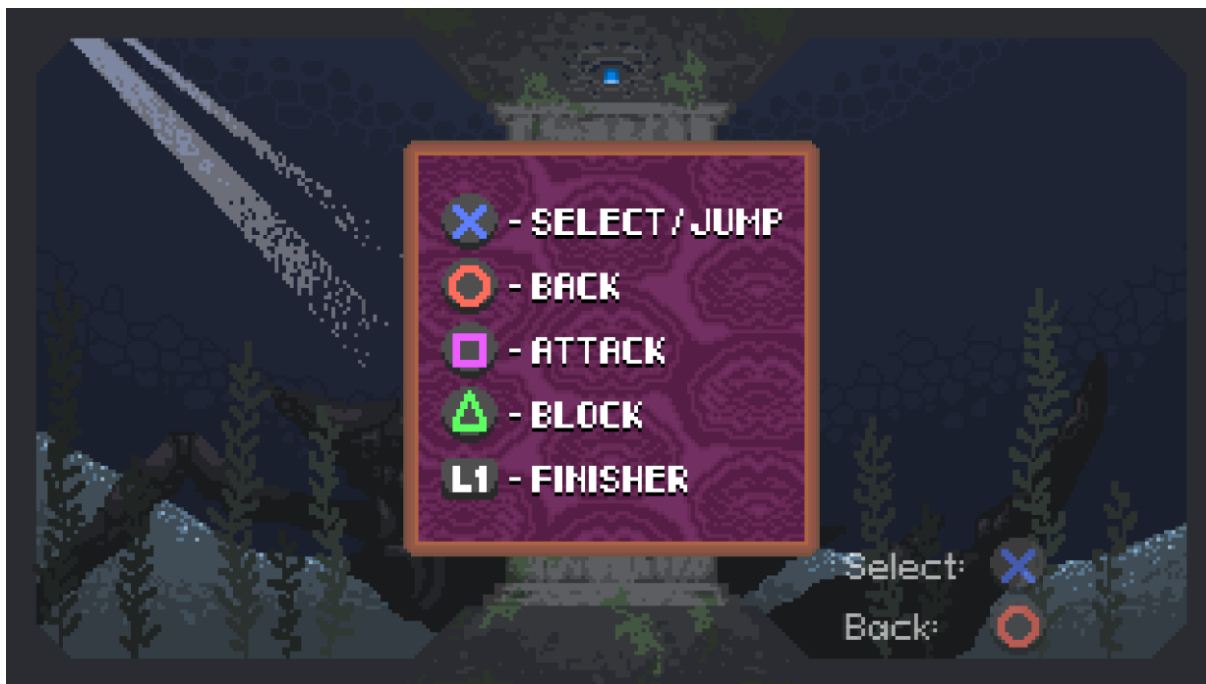 - SELECT/JUMP
- BACK
- ATTACK
- BLOCK
L1 - FINISHER
Select:
Back: